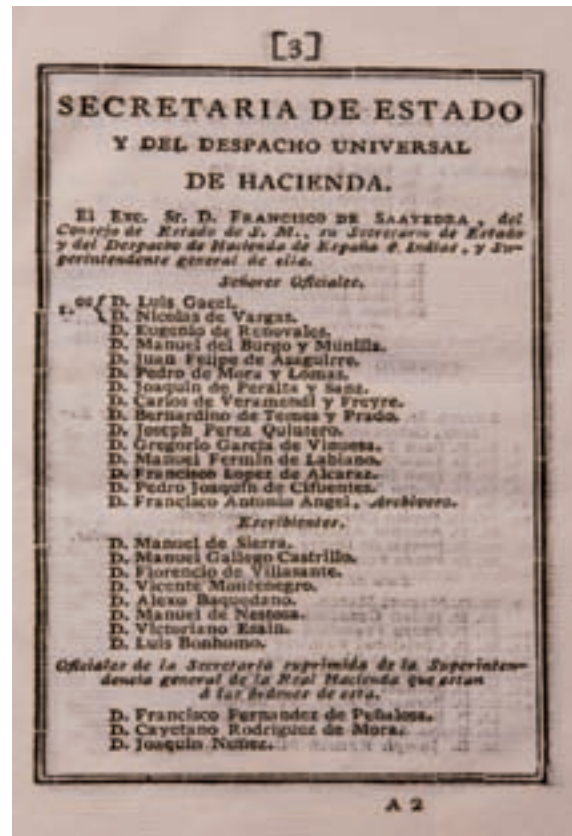 [3]
SECRETARIA DE ESTADO
Y DEL DESPACHO UNIVERSAL
DE HACIENDA.
El Exc. Sr. D. FRANCISCO DE SAAVEDRA, del
Consejo de Estado de S. M., su Secretario de Estado
y del Despacho de Hacienda de España é Indias, y Su-
perintendente general de ella.
Señores Oficiales.
D. Luis Gacel.
D. Nicolas de Vargas.
D. Eugenio de Renovales.
D. Manuel del Burgo y Munilla.
D. Juan Felipe de
D. Pedro de Mora y Lomas.
D. Joaquin de Peralta y Sanz.
D. Carlos de Veramendi y Freyre.
D. Bernardino de Temes y Prado.
D. Joseph Perez Quintero.
D. Gregorio Garcia de Vinuesa.
D. Manuel Fermin de Labiano.
D. Francisco Lopez de Alcaraz.
D. Pedro Joaquin de Cifuentes.
D. Francisco Antonio Angel, Archivero.
Escribientes.
D. Manuel de Sierra.
D. Manuel Gallego Castrillo.
D. Florencio de Villasante.
D. Vicente Montenegro.
D. Alexo Baquedano.
D. Manuel de Nestosa.
D. Victoriano Esain.
D. Luis Bonhomo.
Oficiales de la Secretaría suprimida de la Superinten-
dencia general de la Real Hacienda que estan
á las órdenes de esta.
D. Francisco Fernandez de Peñalosa.
D. Cayetano Rodriguez de Mora.
D. Joaquin Nuñez.
A 2